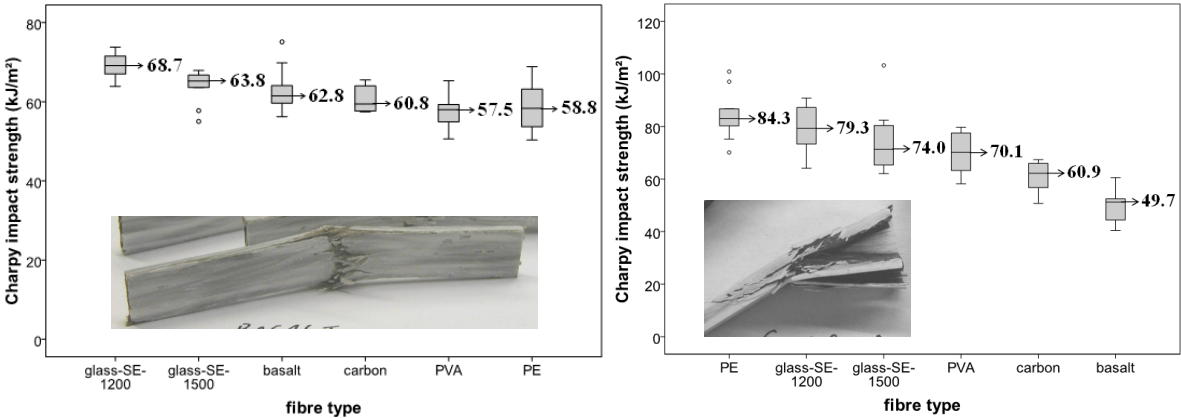 80
60
40
20
0
Charpy impact strength (kJ/m²)
68.7
63.8
62.8
60.8
57.5
58.8
glass-SE-
1200
glass-SE-
1500
basalt
carbon
PVA
PE
fibre type
120
100
80
60
40
20
0
Charpy impact strength (kJ/m²)
84.3
79.3
74.0
70.1
60.9
49.7
PE
glass-SE-
1200
glass-SE-
1500
PVA
carbon
basalt
fibre type